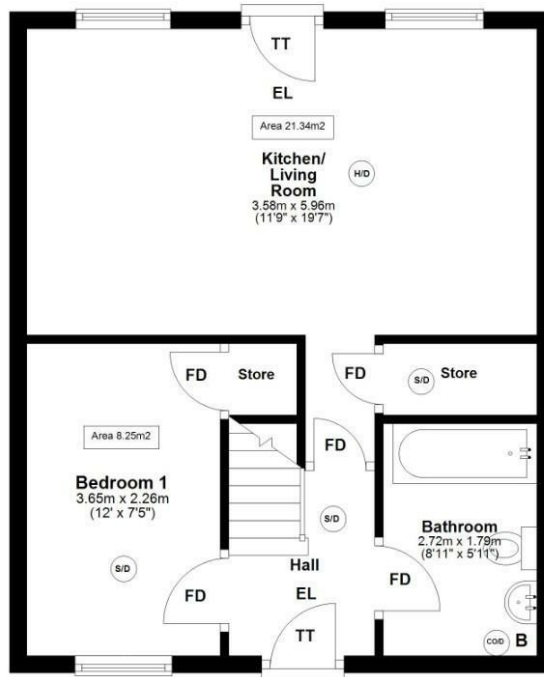 TT
EL
Area 21.34m2
Kitchen/
Living
Room
3.58m x 5.96m
(11'9" x 19'7")
H/D
FD
Store
FD
S/D
Store
Area 8.25m2
FD
Bedroom 1
3.65m x 2.26m
(12' x 7'5")
S/D
S/D
Bathroom
2.72m x 1.79m
(8'11" x 5'11")
Hall
FD
FD
EL
TT
CO/D
B